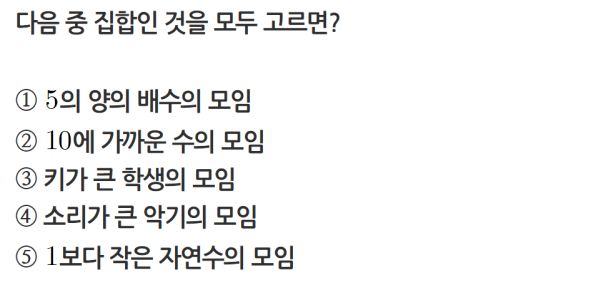 다음 중 집합인 것을 모두 고르면?
① 5의 양의 배수의 모임
② 10에 가까운 수의 모임
③ 키가 큰 학생의 모임
④ 소리가 큰 악기의 모임
⑤ 1보다 작은 자연수의 모임